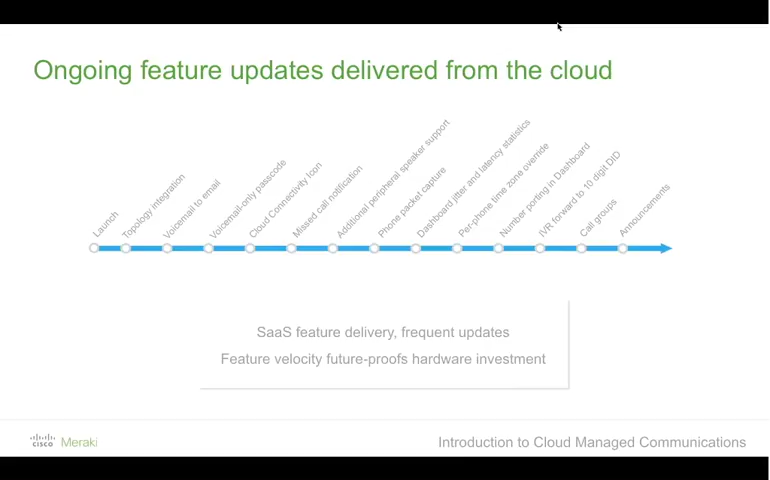 Ongoing feature updates delivered from the cloud
Launch
Topology integration
Voicemail to email
Voicemail-only passcode
Cloud Connectivity Icon
Missed call notification
Additional peripheral speaker support
Phone packet capture
Dashboard jitter and latency statistics
Per-phone time zone override
Number porting in Dashboard
IVR forward to 10 digit DID
Call groups
Announcements
SaaS feature delivery, frequent updates
Feature velocity future-proofs hardware investment
cisco Meraki
Introduction to Cloud Managed Communications